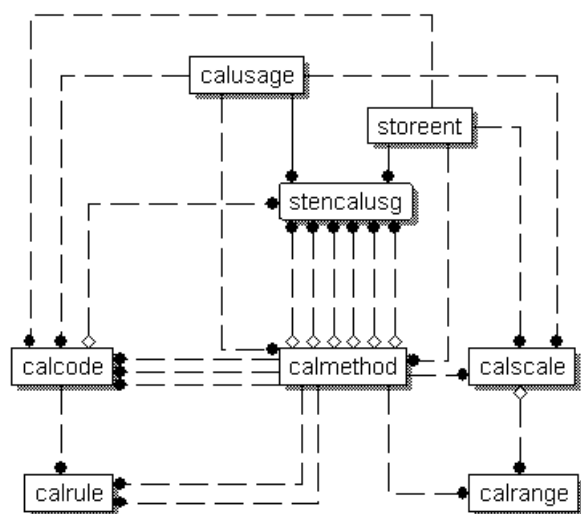 calusage
storeent
stencalusg
calcode
calmethod
calscale
calrule
calrange